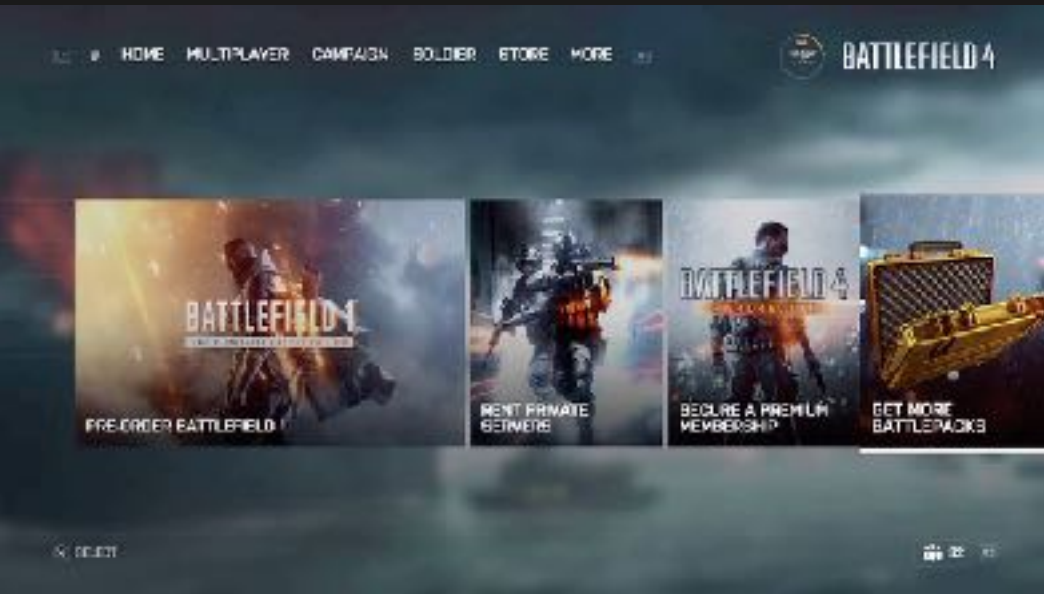 HOME MULTIPLAYER CAMPAIGN SOLDIER STORE MORE
BATTLEFIELD 4
BATTLEFIELD 1
PRE-ORDER BATTLEFIELD 1
RENT PRIVATE
SERVERS
BATTLEFIELD 4
SECURE A PREMIUM
MEMBERSHIP
GET MORE
BATTLEPACKS
SELECT